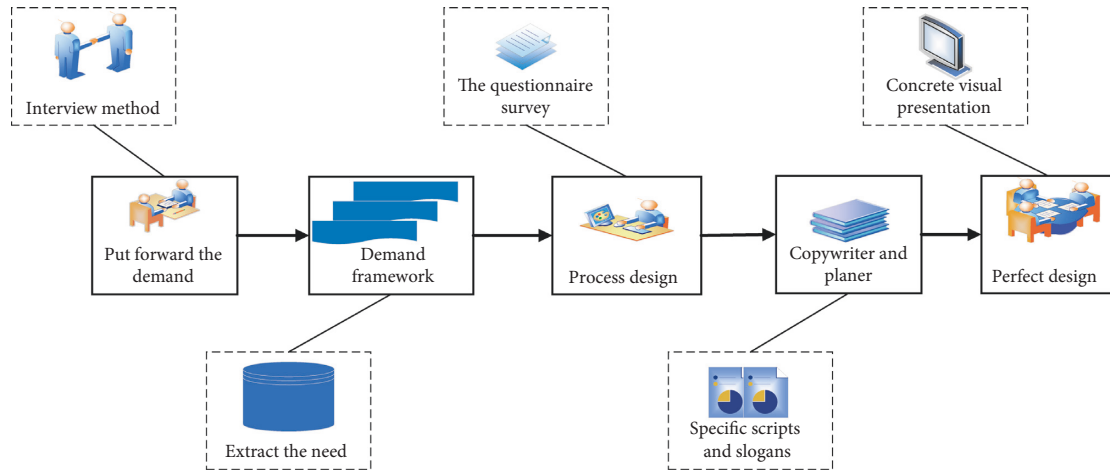 Interview method
The questionnaire
survey
Concrete visual
presentation
Put forward the
demand
Demand
framework
Process design
Copywriter and
planer
Perfect design
Extract the need
Specific scripts
and slogans